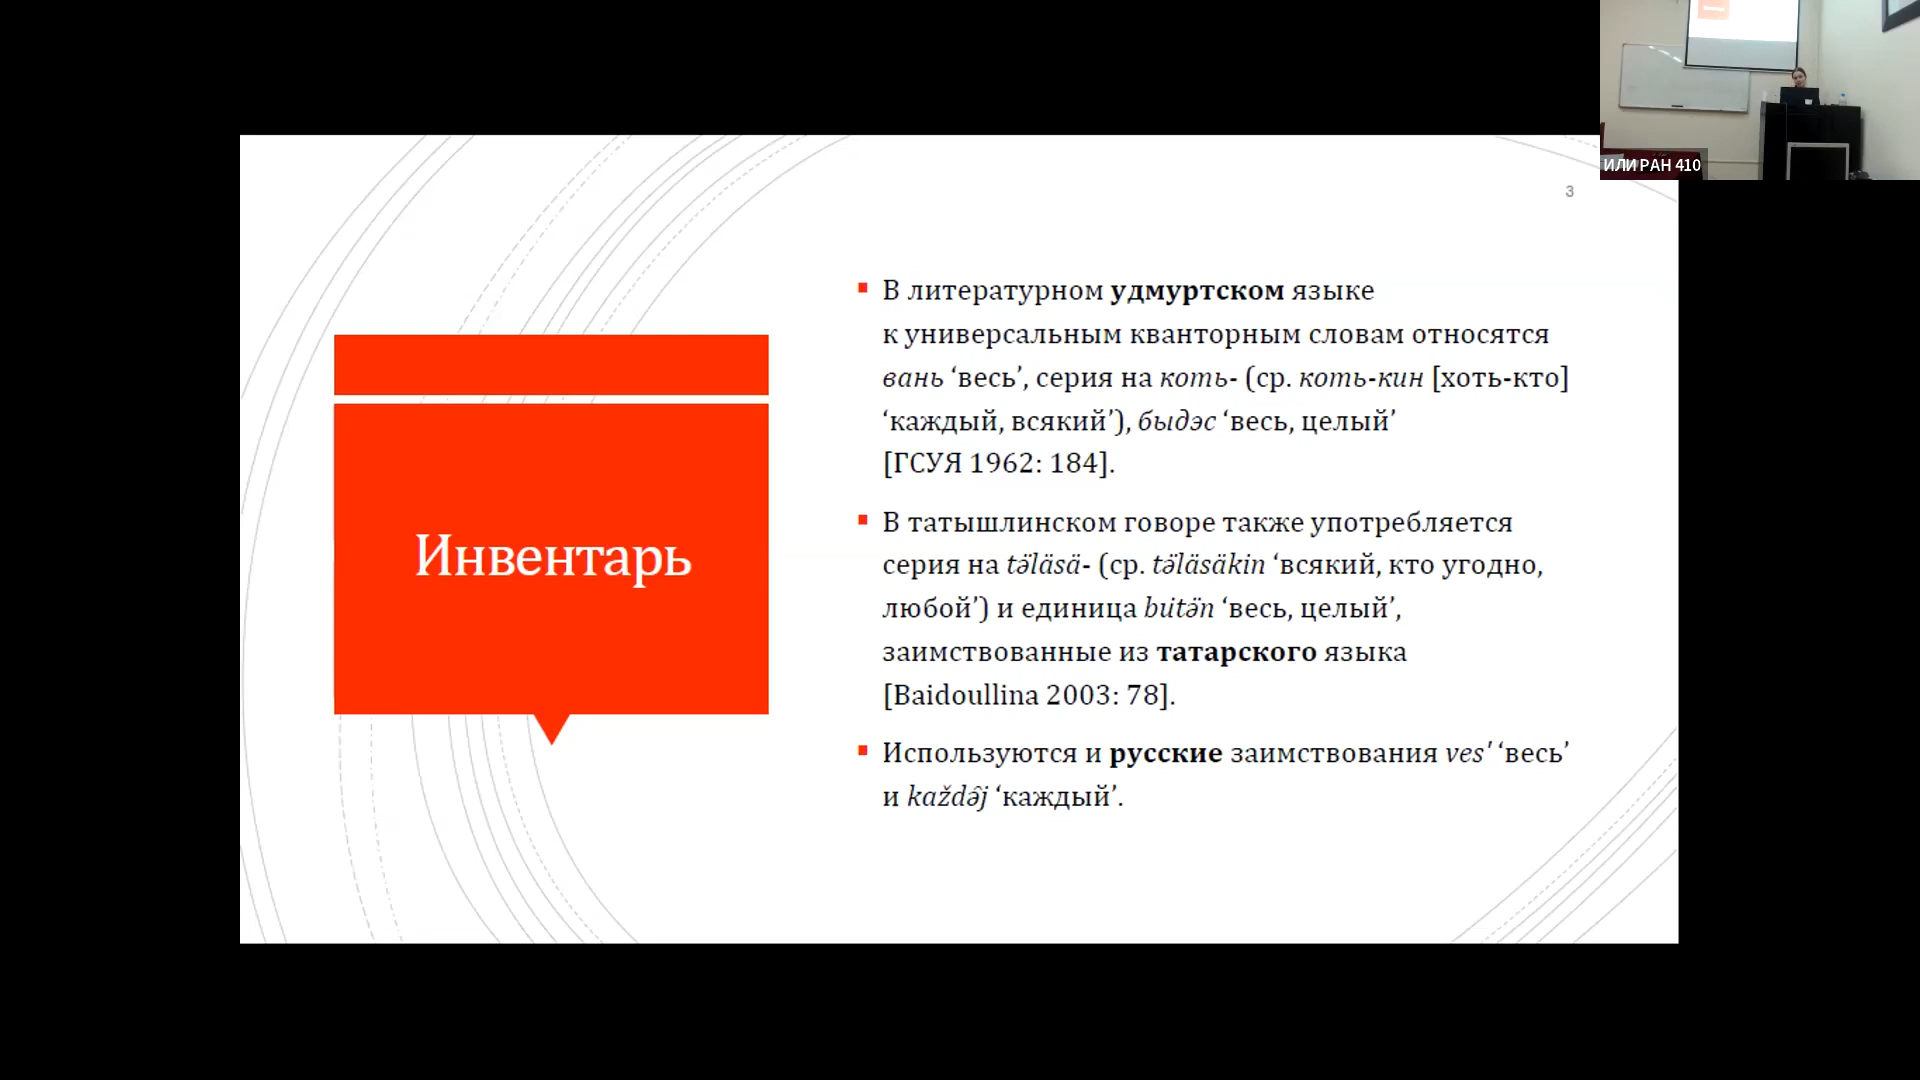 ИЛИ РАН 410
3
Инвентарь
В литературном удмуртском языке
к универсальным кванторным словам относятся
вань ‘весь’, серия на коть- (ср. коть-кин [хоть-кто]
‘каждый, всякий’), быдэс ‘весь, целый’
[ГСУЯ 1962: 184].
В татышлинском говоре также употребляется
серия на tə̈läsä- (ср. tə̈läsäkin ‘всякий, кто угодно,
любой’) и единица bütə̈n ‘весь, целый’,
заимствованные из татарского языка
[Baidoullina 2003: 78].
Используются и русские заимствования ves’ ‘весь’
и každə̑j ‘каждый’.